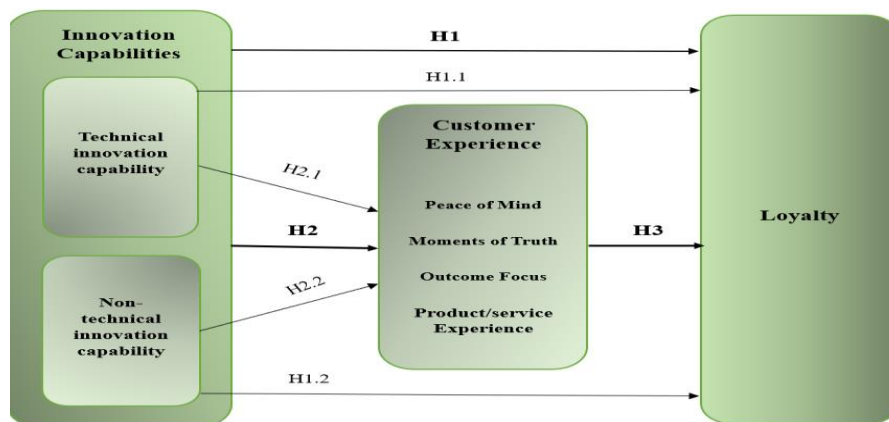 Innovation
Capabilities
Technical
innovation
capability
Non-
technical
innovation
capability
H1
H1.1
H2.1
H2
H2.2
H1.2
Customer
Experience
Peace of Mind
Moments of Truth
Outcome Focus
Product/service
Experience
H3
Loyalty